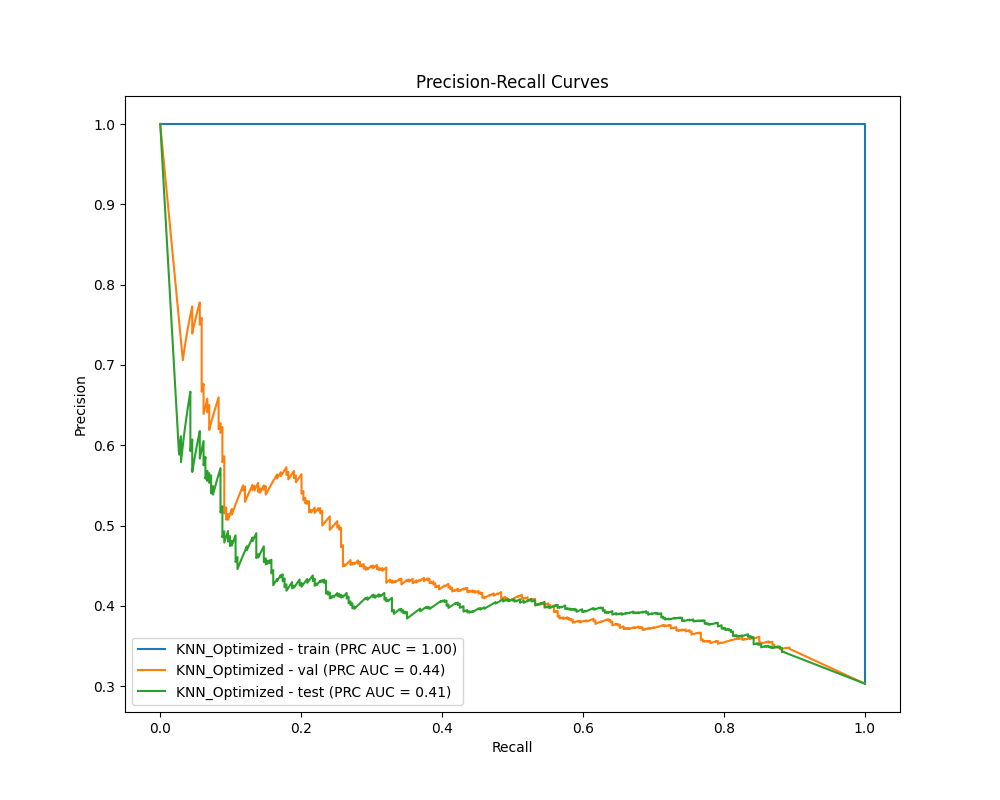 Precision-Recall Curves
Precision
1.0
0.9
0.8
0.7
0.6
0.5
0.4
0.3
KNN_Optimized - train (PRC AUC = 1.00)
KNN_Optimized - val (PRC AUC = 0.44)
KNN_Optimized - test (PRC AUC = 0.41)
0.0 0.2 0.4 0.6 0.8 1.0
Recall